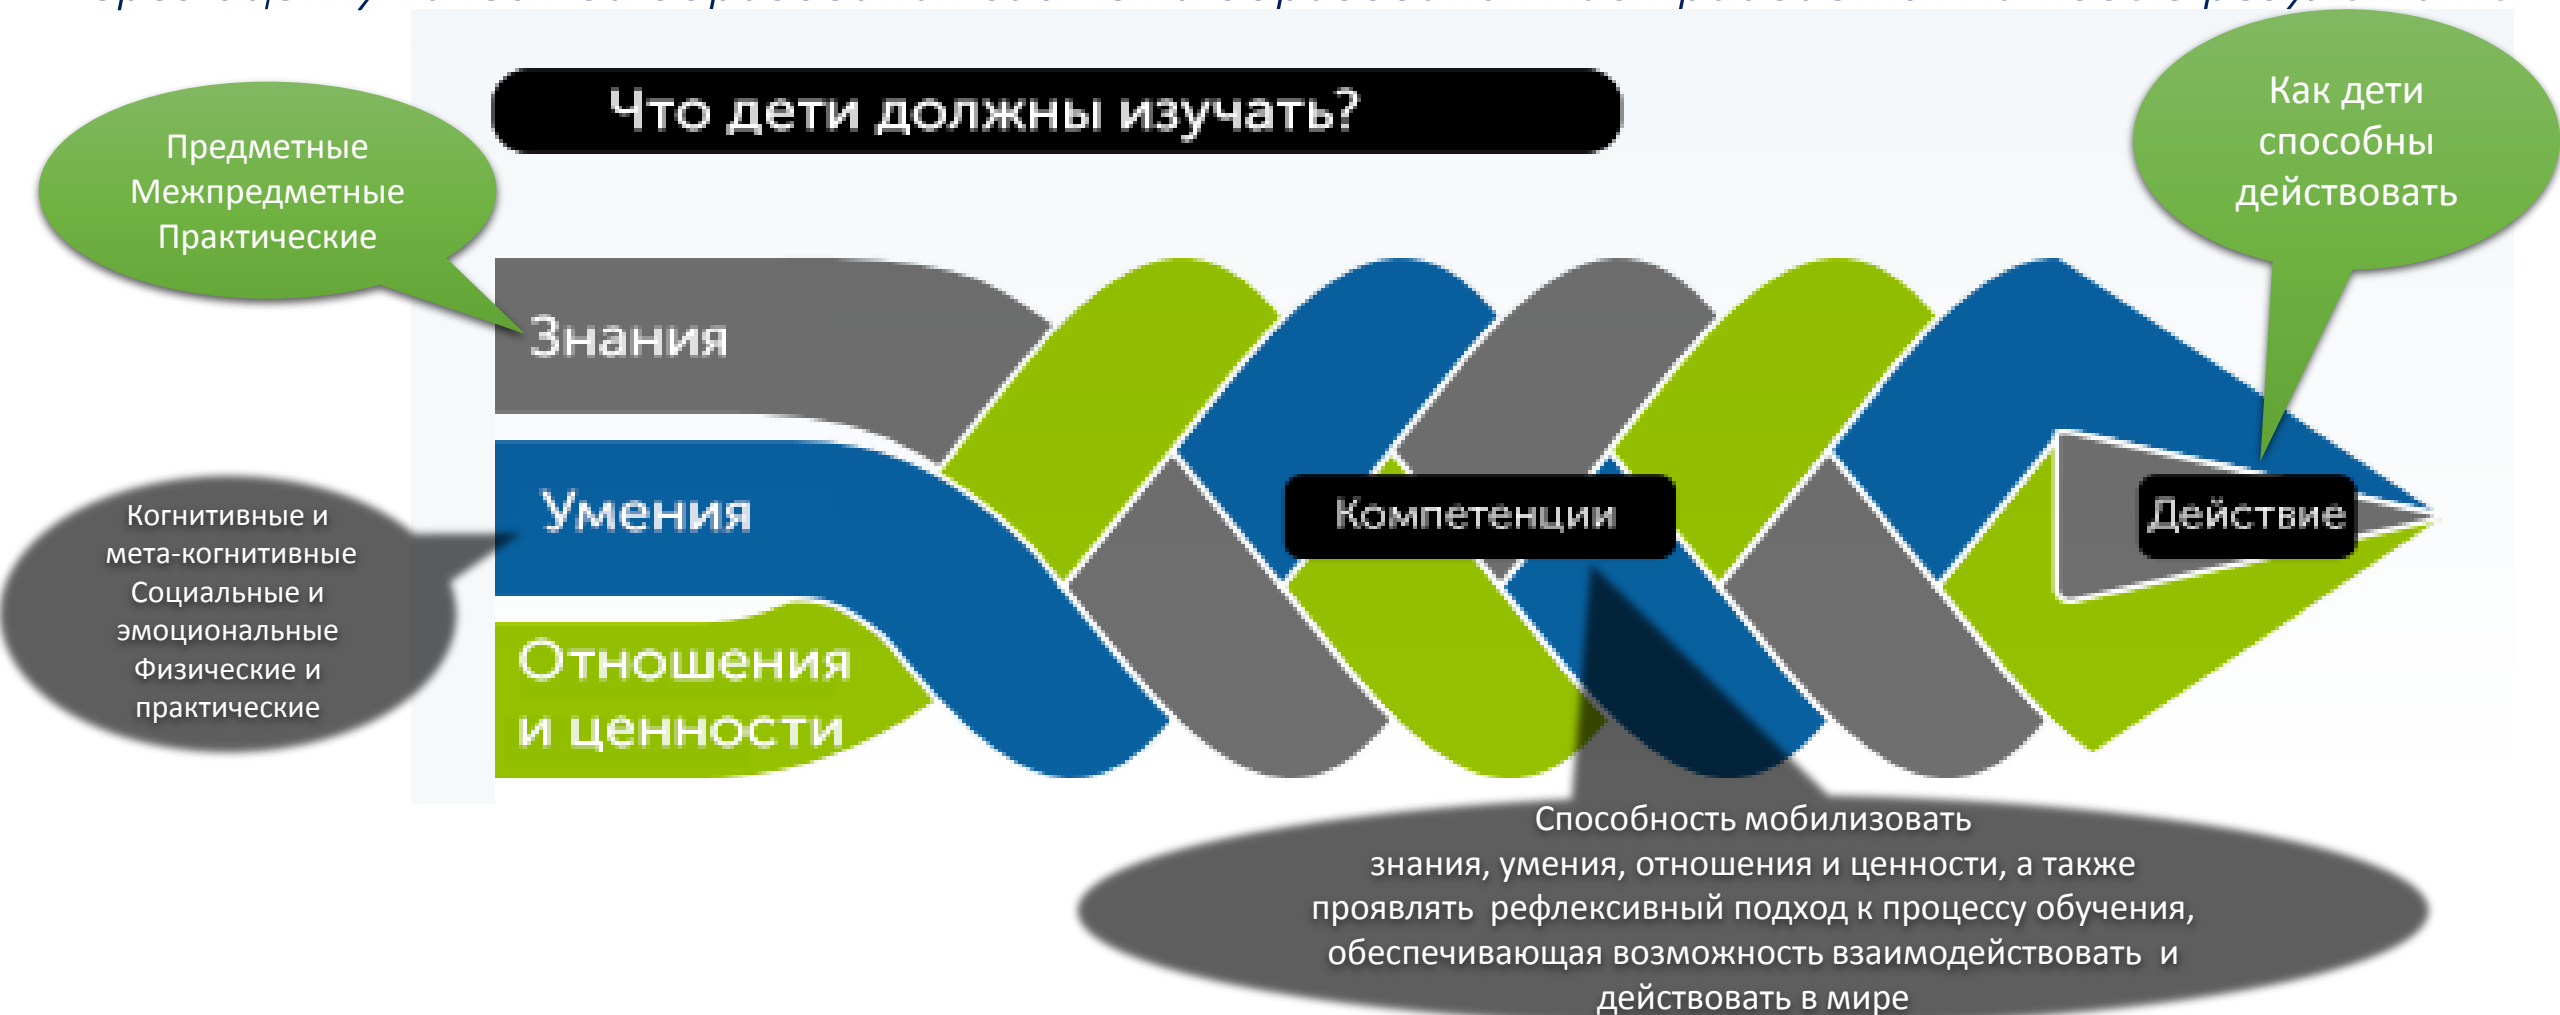 Что дети должны изучать?
Как дети
способны
действовать
Предметные
Межпредметные
Практические
Знания
Умения
Отношения
и ценности
Когнитивные и
мета-когнитивные
Социальные и
эмоциональные
Физические и
практические
Компетенции
Действие
Способность мобилизовать
знания, умения, отношения и ценности, а также
проявлять рефлексивный подход к процессу обучения,
обеспечивающая возможность взаимодействовать и
действовать в мире